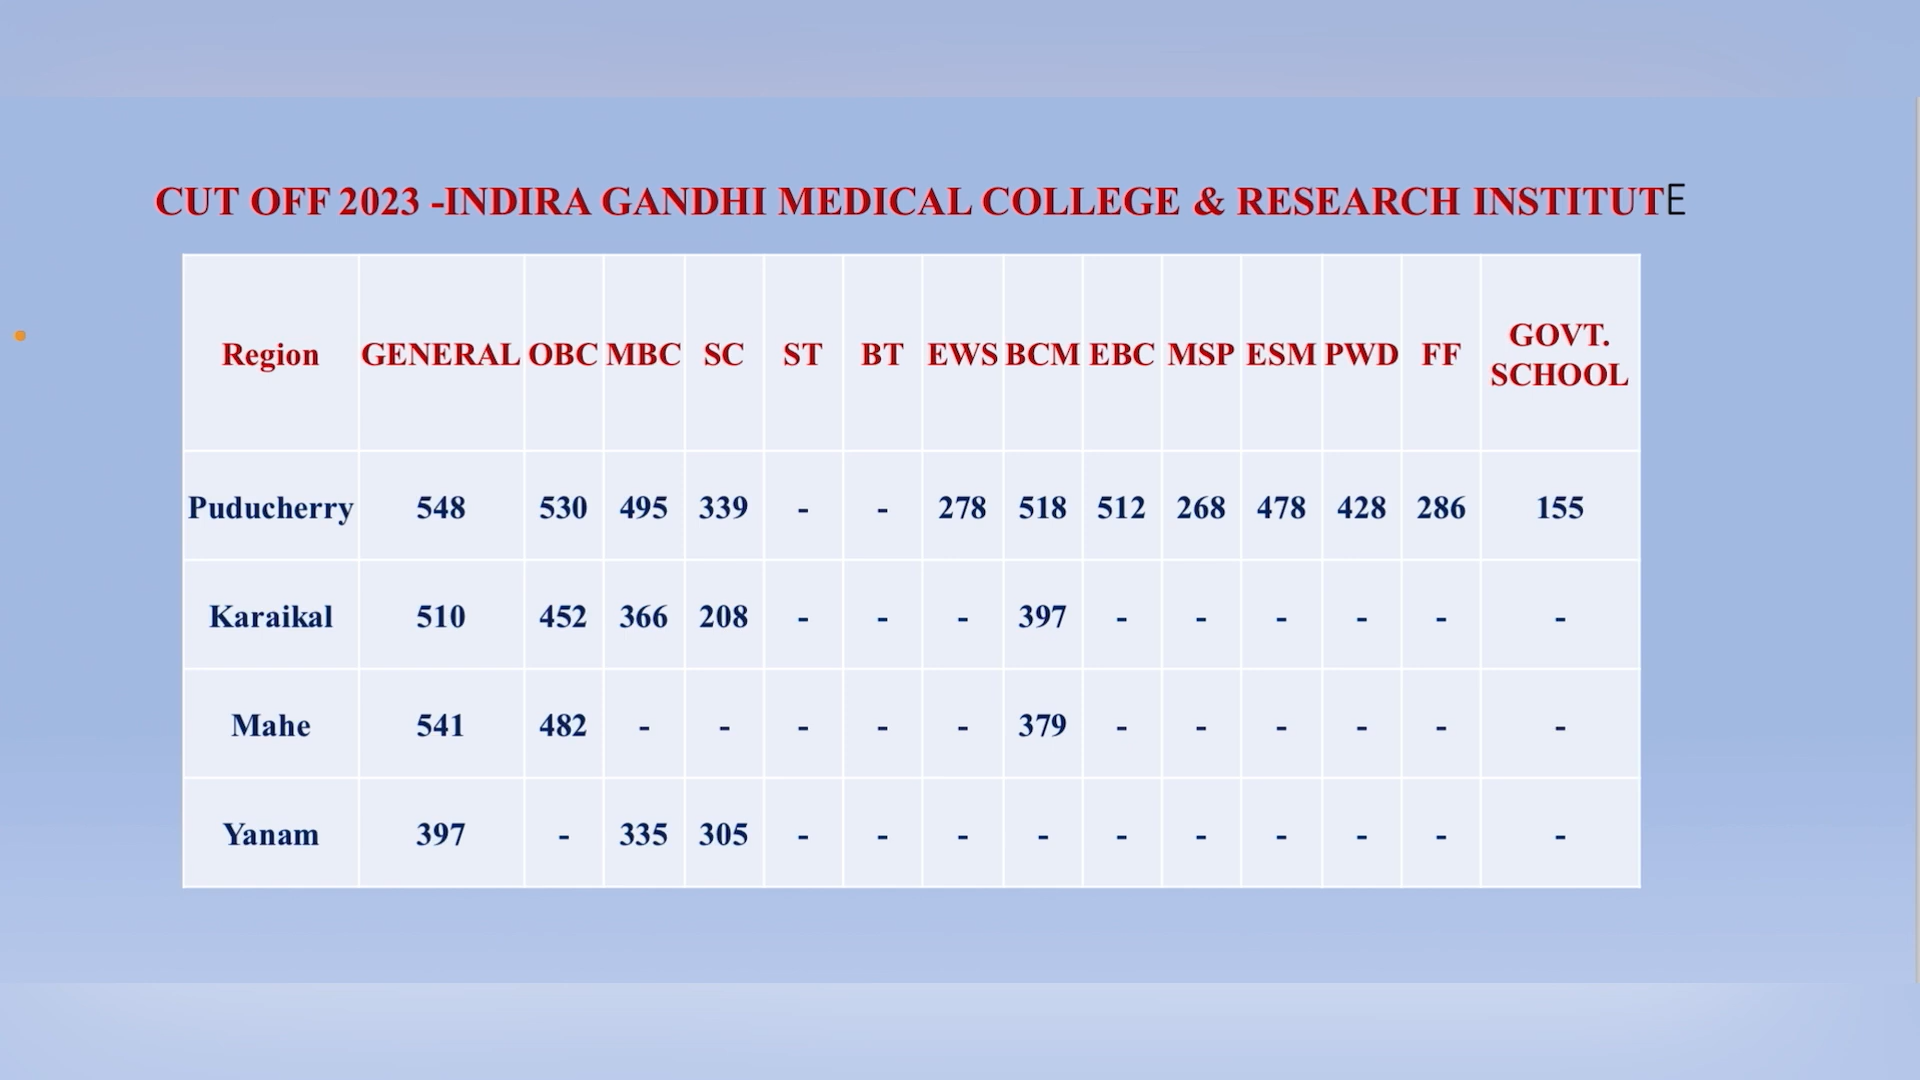 CUT OFF 2023 -INDIRA GANDHI MEDICAL COLLEGE & RESEARCH INSTITUTE
Region GENERAL OBC MBC SC ST BT EWS BCM EBC MSP ESM PWD FF GOVT. SCHOOL
Puducherry 548 530 495 339 - - 278 518 512 268 478 428 286 155
Karaikal 510 452 366 208 - - - 397 - - - - - -
Mahe 541 482 - - - - - 379 - - - - - -
Yanam 397 - 335 305 - - - - - - - - - -